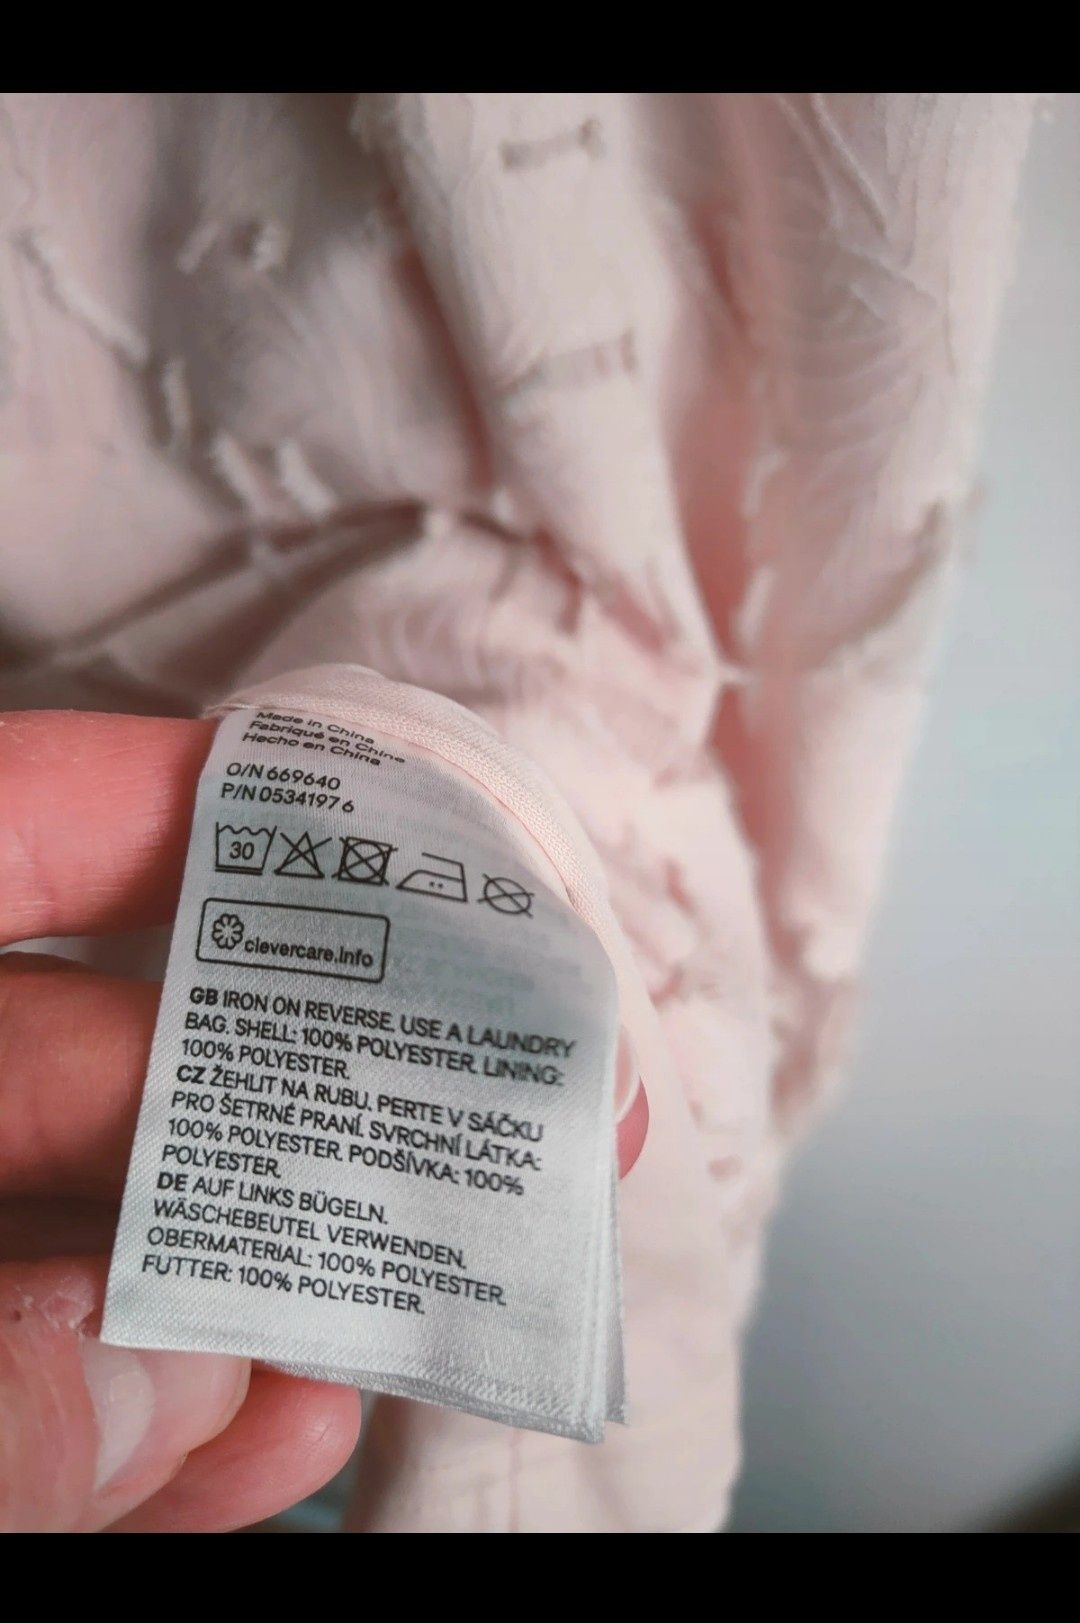 Made in China
Fabriqué en Chine
Hecho en China
O/N 669640
P/N 0534197 6
30
clevercare.info
GB IRON ON REVERSE. USE A LAUNDRY
BAG. SHELL: 100% POLYESTER. LINING:
100% POLYESTER.
CZ ŽEHLIT NA RUBU. PERTE V SÁČKU
PRO ŠETRNÉ PRANÍ. SVRCHNÍ LÁTKA:
100% POLYESTER. PODŠÍVKA: 100%
POLYESTER.
DE AUF LINKS BÜGELN.
WÄSCHEBEUTEL VERWENDEN.
OBERMATERIAL: 100% POLYESTER.
FUTTER: 100% POLYESTER.